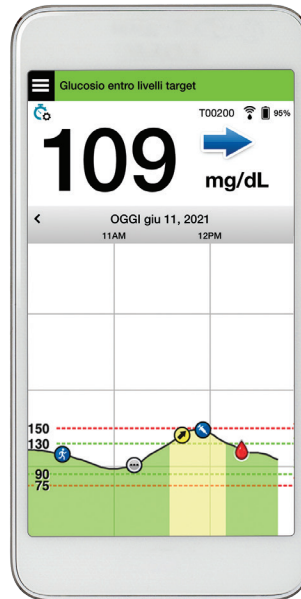 Glucosio entro livelli target
T00200 95%
109
mg/dL
< OGGI giu 11, 2021
11AM 12PM
150
130
90
75